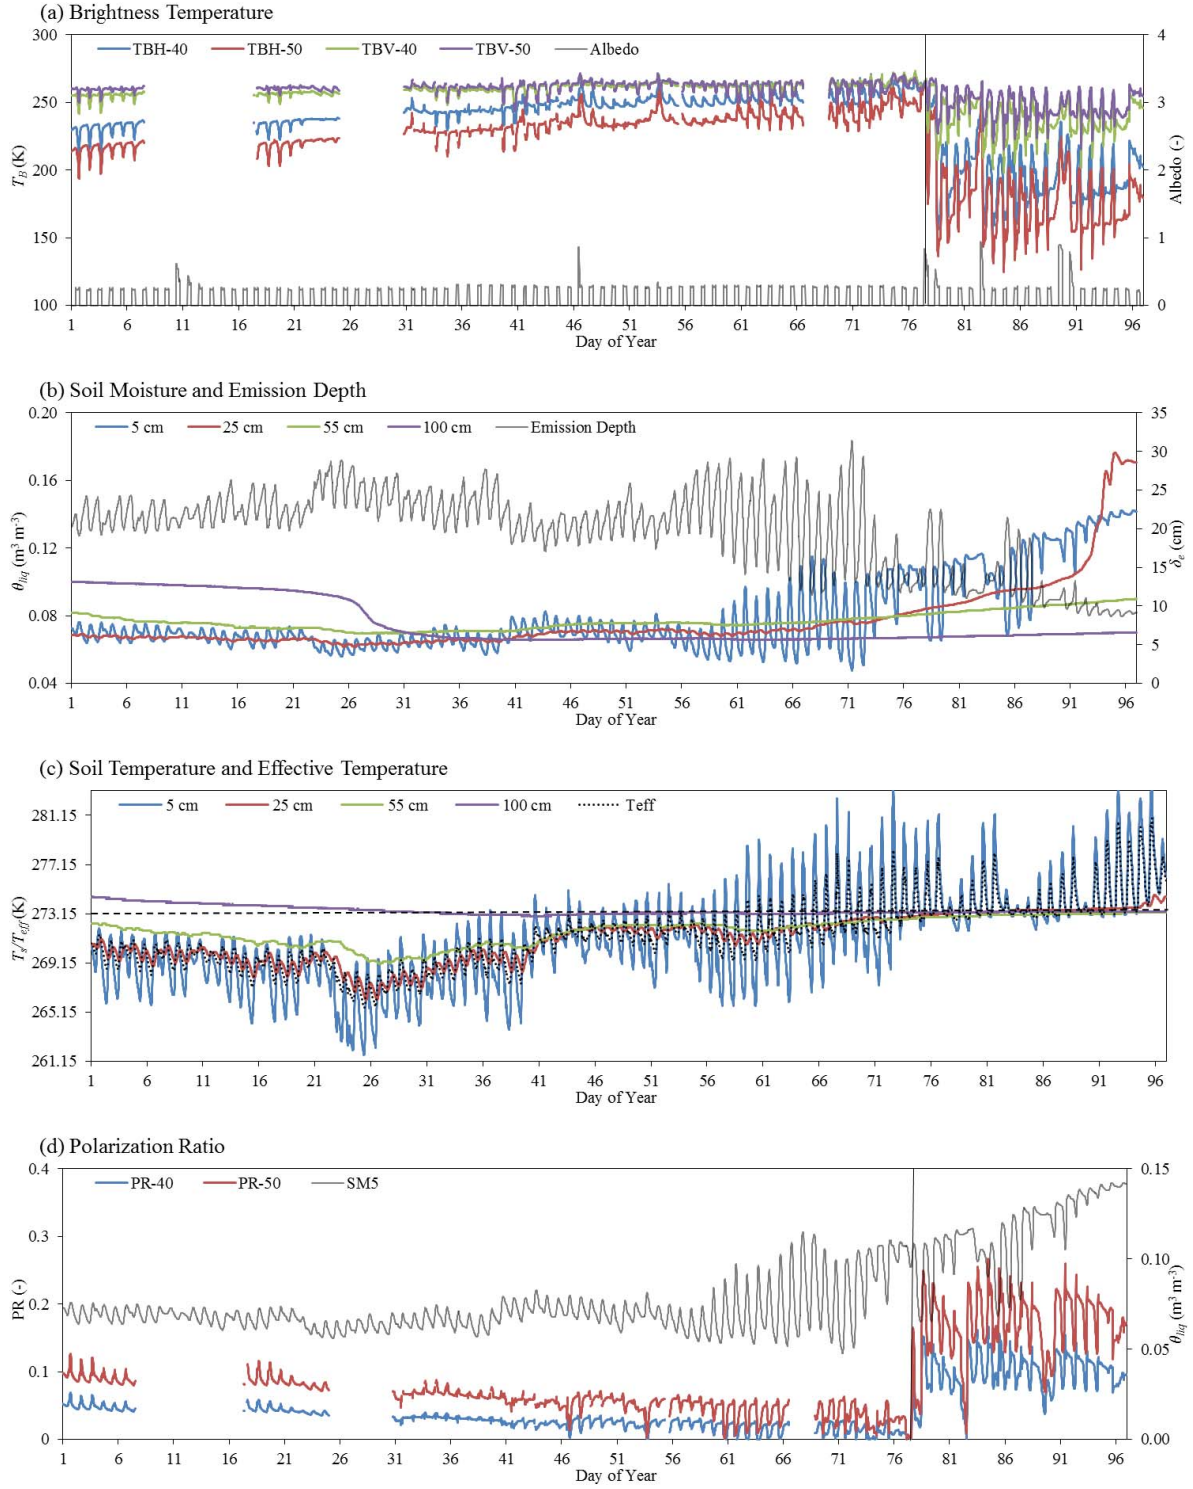 (a) Brightness Temperature
300 TBH-40 TBH-50 TBV-40 TBV-50 Albedo 4
250 3
200 2
150 1
100 0
T_B (K)
Albedo (-)
1 6 11 16 21 26 31 36 41 46 51 56 61 66 71 76 81 86 91 96
Day of Year
(b) Soil Moisture and Emission Depth
0.20 35
5 cm 25 cm 55 cm 100 cm Emission Depth
30
0.16
25
20
0.12
15
0.08 10
5
0.04 0
θ_liq (m³ m⁻³)
δ_e (cm)
1 6 11 16 21 26 31 36 41 46 51 56 61 66 71 76 81 86 91 96
Day of Year
(c) Soil Temperature and Effective Temperature
5 cm 25 cm 55 cm 100 cm Teff
281.15
277.15
273.15
269.15
265.15
261.15
T_s/T_eff (K)
1 6 11 16 21 26 31 36 41 46 51 56 61 66 71 76 81 86 91 96
Day of Year
(d) Polarization Ratio
0.4 0.15
PR-40 PR-50 SM5
0.3
0.10
0.2
0.05
0.1
0 0.00
PR (-)
θ_liq (m³ m⁻³)
1 6 11 16 21 26 31 36 41 46 51 56 61 66 71 76 81 86 91 96
Day of Year